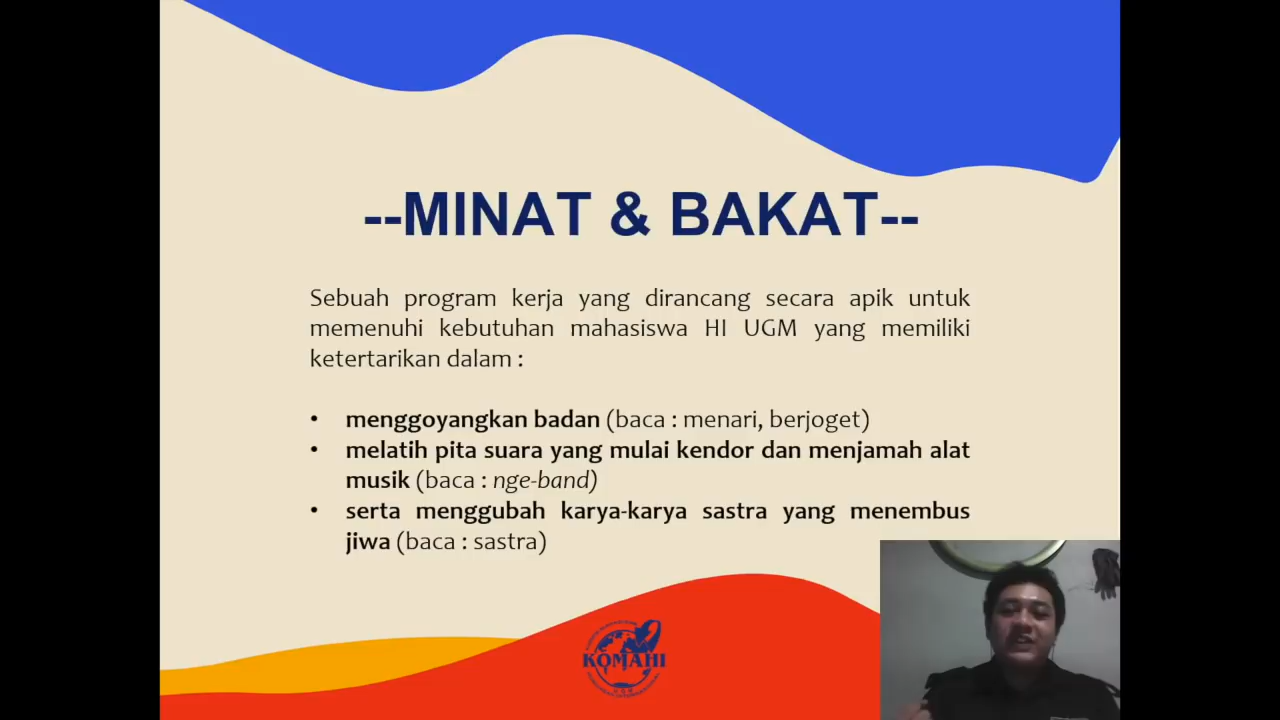 --MINAT & BAKAT--
Sebuah program kerja yang dirancang secara apik untuk
memenuhi kebutuhan mahasiswa HI UGM yang memiliki
ketertarikan dalam :
• menggoyangkan badan (baca : menari, berjoget)
• melatih pita suara yang mulai kendor dan menjamah alat
musik (baca : nge-band)
• serta menggubah karya-karya sastra yang menembus
jiwa (baca : sastra)
KOMAHI